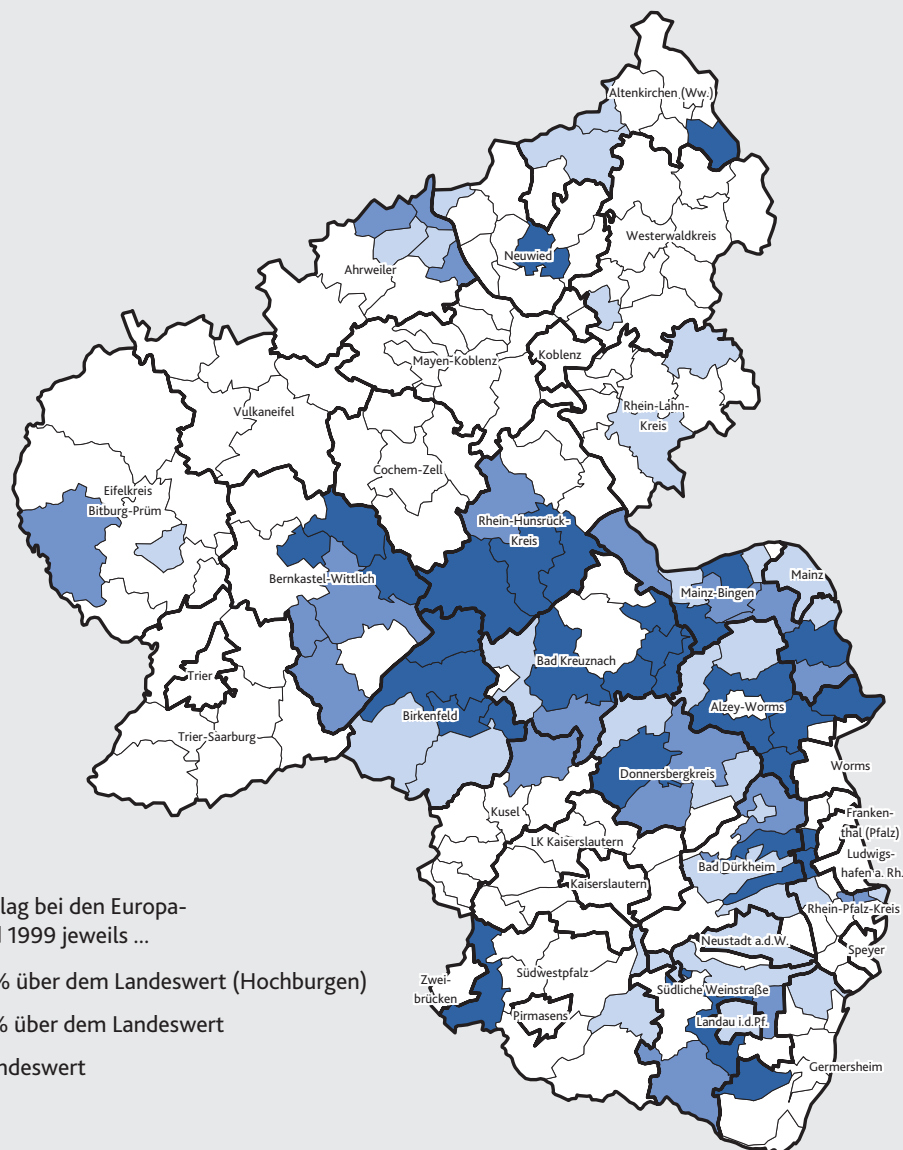 Altenkirchen (Ww.)
Westerwaldkreis
Neuwied
Ahrweiler
Mayen-Koblenz
Koblenz
Vulkaneifel
Rhein-Lahn-
Kreis
Cochem-Zell
Eifelkreis
Bitburg-Prüm
Rhein-Hunsrück-
Kreis
Bernkastel-Wittlich
Mainz
Mainz-Bingen
Bad Kreuznach
Trier
Alzey-Worms
Birkenfeld
Trier-Saarburg
Worms
Donnersbergkreis
Kusel
Franken-
thal (Pfalz)
LK Kaiserslautern
Ludwigs-
hafen a. Rh.
Bad Dürkheim
Kaiserslautern
Rhein-Pfalz-Kreis
Neustadt a.d.W.
Speyer
Südwestpfalz
Zwei-
brücken
Südliche Weinstraße
Pirmasens
Landau i.d.Pf.
Germersheim
lag bei den Europa-
1999 jeweils ...
% über dem Landeswert (Hochburgen)
% über dem Landeswert
ndeswert